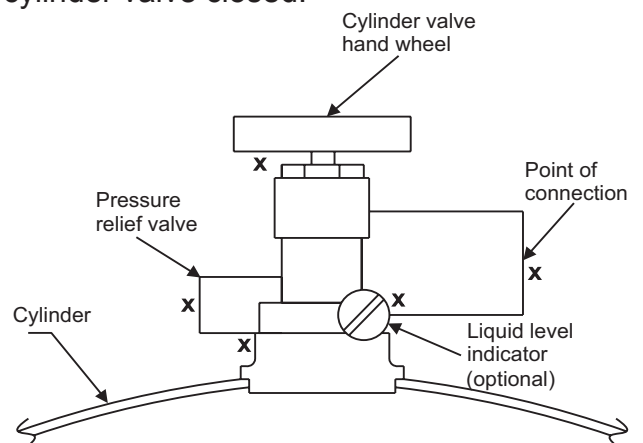 cylinder valve closed.
Cylinder valve
hand wheel
x
Point of
connection
Pressure
relief valve
x
x
x
Cylinder
x
Liquid level
indicator
(optional)